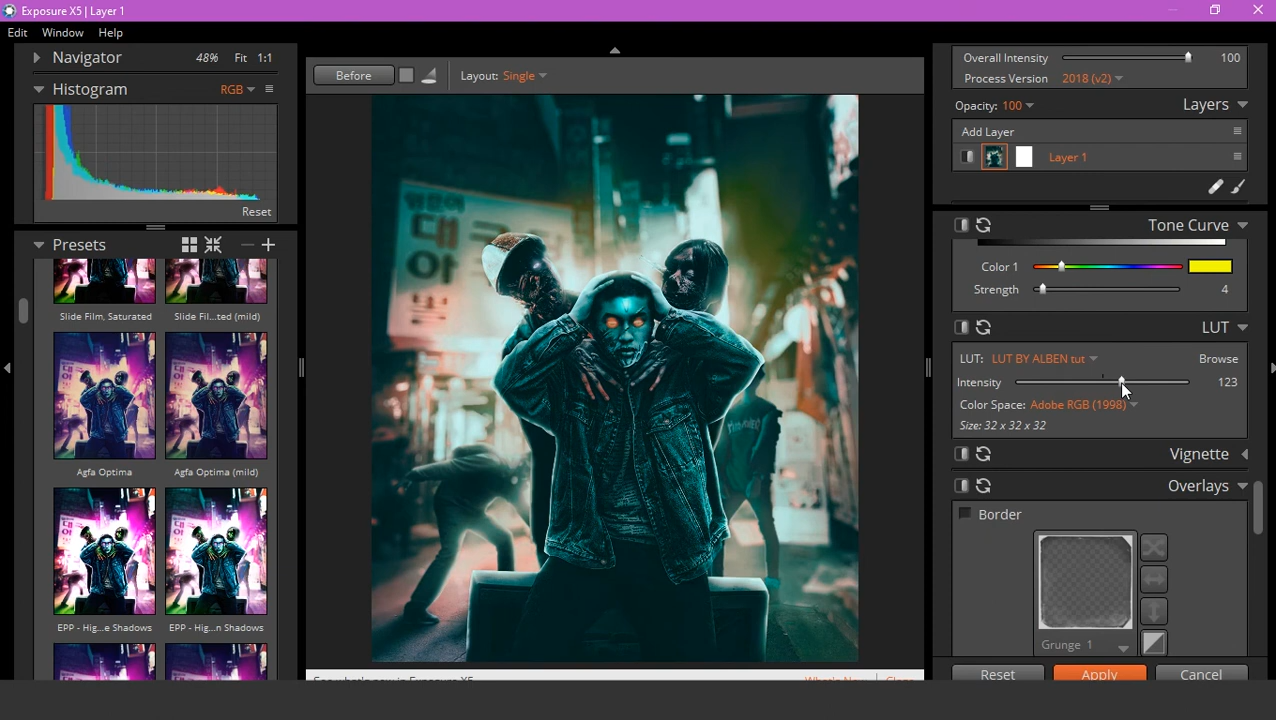 Exposure X5 | Layer 1
Edit Window Help
Navigator 48% Fit 1:1
Histogram RGB
Reset
Presets
Slide Film, Saturated Slide Fil...ted (mild)
Agfa Optima Agfa Optima (mild)
EPP - Hig...e Shadows EPP - Hig...n Shadows
Before Layout: Single
대
Overall Intensity 100
Process Version 2018 (v2)
Opacity: 100 Layers
Add Layer
Layer 1
Tone Curve
Color 1
Strength 4
LUT
LUT: LUT BY ALBEN tut Browse
Intensity 123
Color Space: Adobe RGB (1998)
Size: 32 x 32 x 32
Vignette
Overlays
Border
Grunge 1
Reset Apply Cancel